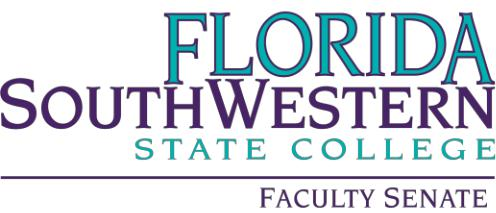 FLORIDA
SOUTHWESTERN
STATE COLLEGE
FACULTY SENATE